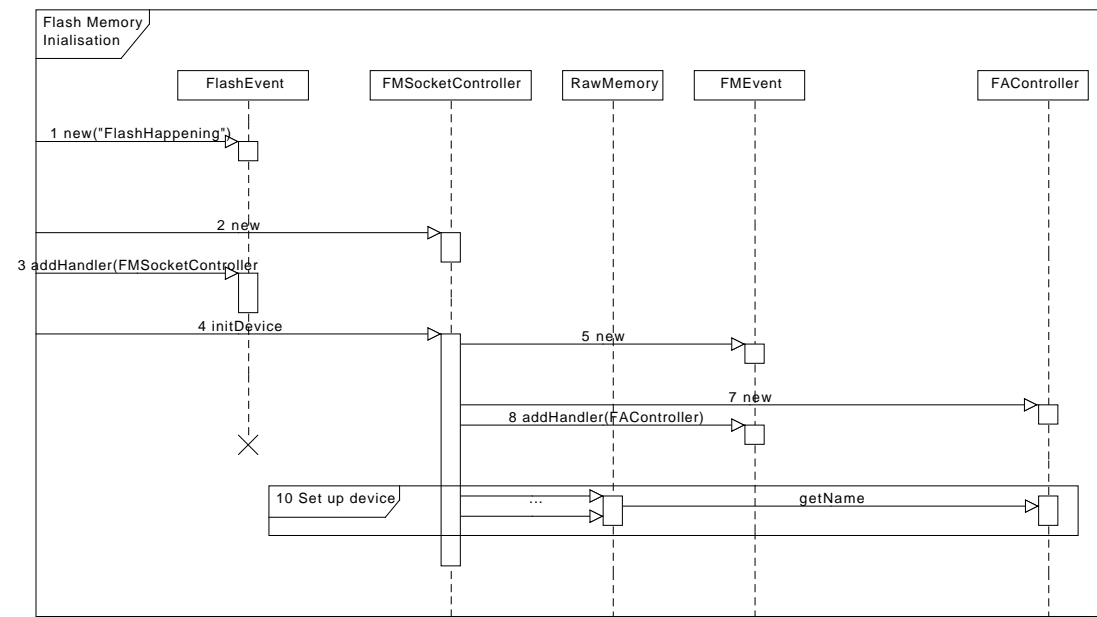 Flash Memory
Inialisation
FlashEvent
FMSocketController
RawMemory
FMEvent
FAController
1 new("FlashHappening")
2 new
3 addHandler(FMSocketController
4 initDevice
5 new
7 new
8 addHandler(FAController)
10 Set up device
...
getName